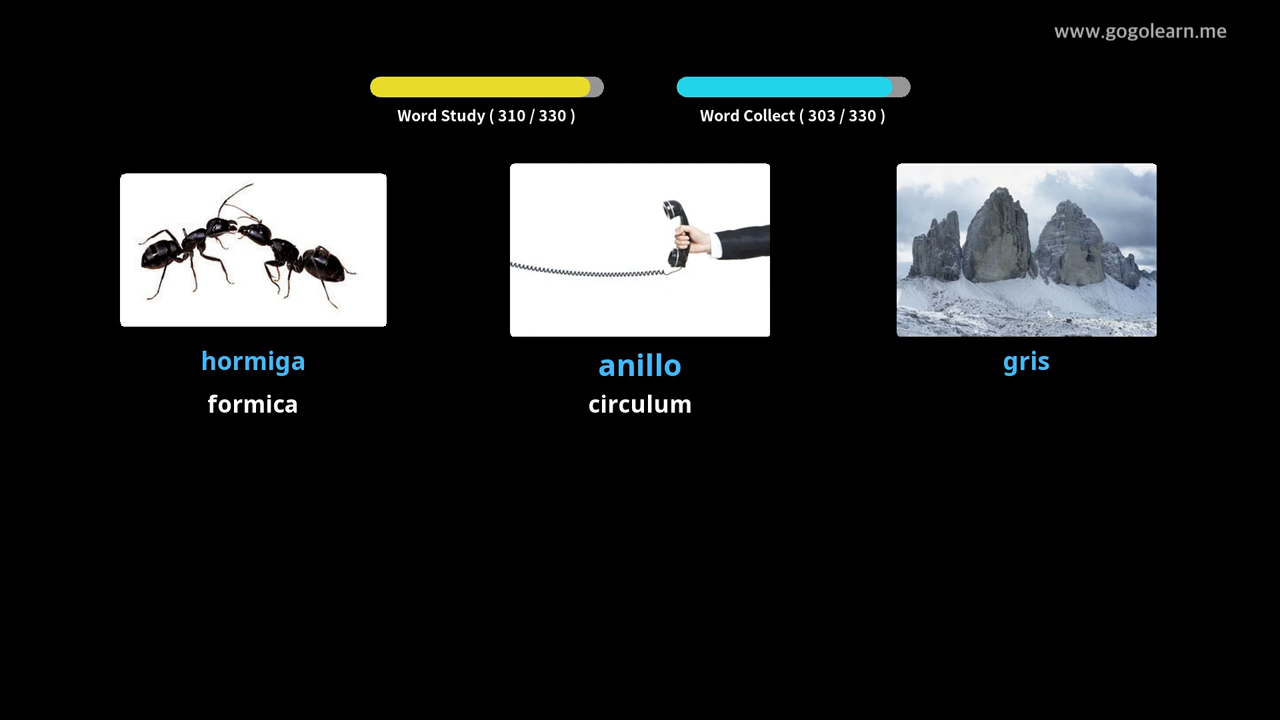 www.gogolearn.me
Word Study ( 310 / 330 )
Word Collect ( 303 / 330 )
hormiga
formica
anillo
circulum
gris